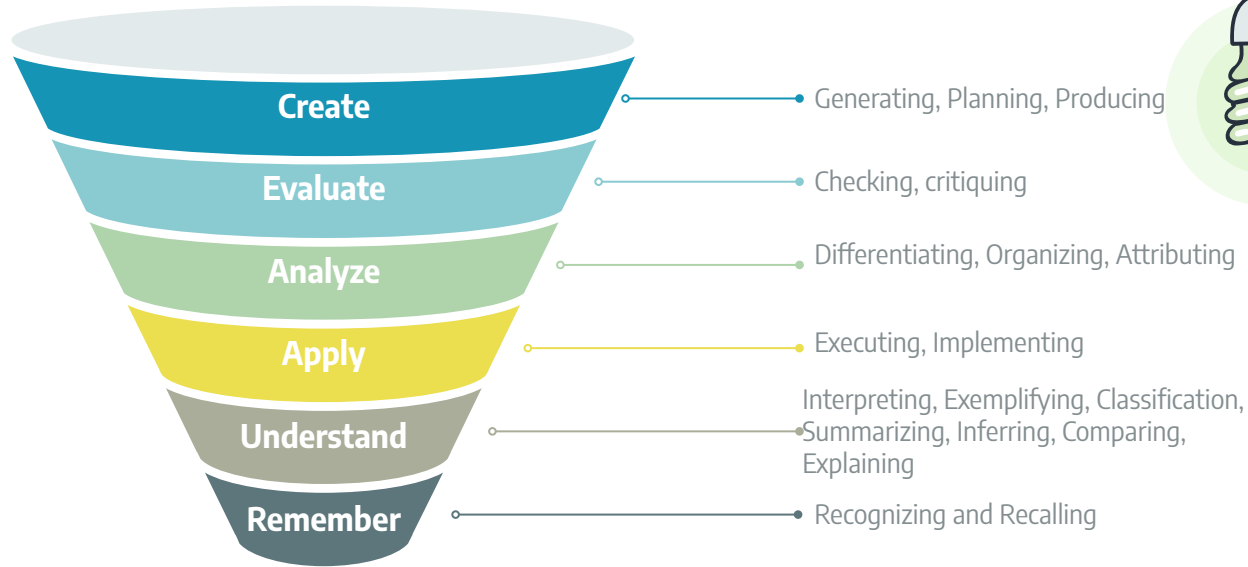 Create
Generating, Planning, Producing
Evaluate
Checking, critiquing
Analyze
Differentiating, Organizing, Attributing
Apply
Executing, Implementing
Understand
Interpreting, Exemplifying, Classification,
Summarizing, Inferring, Comparing,
Explaining
Remember
Recognizing and Recalling